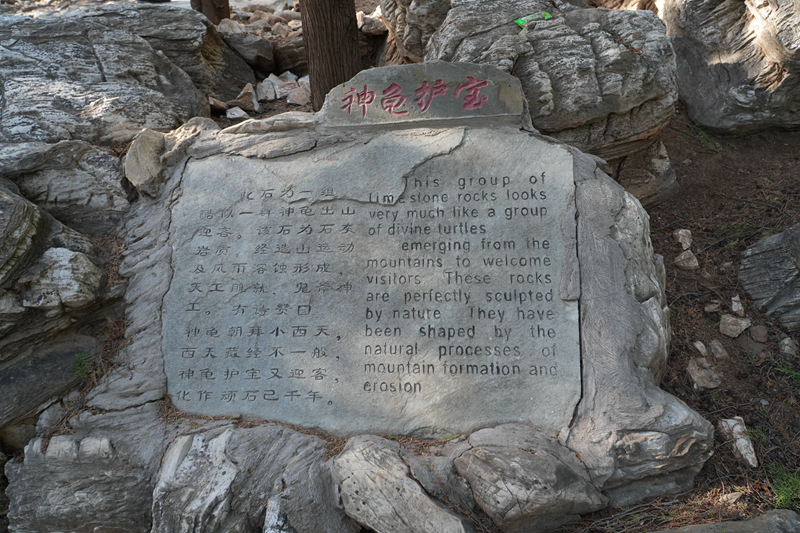 神龟护宝
此石为一组
酷似一群神龟出山
迎客。该石为石灰
岩质，经造山运动
及风雨溶蚀形成，
天工雕就，鬼斧神
工。有诗赞曰
神龟朝拜小西天，
西天藏经不一般，
神龟护宝又迎客，
化作顽石已千年。
This group of
limestone rocks looks
very much like a group
of divine turtles
emerging from the
mountains to welcome
visitors These rocks
are perfectly sculpted
by nature They have
been shaped by the
natural processes of
mountain formation and
erosion